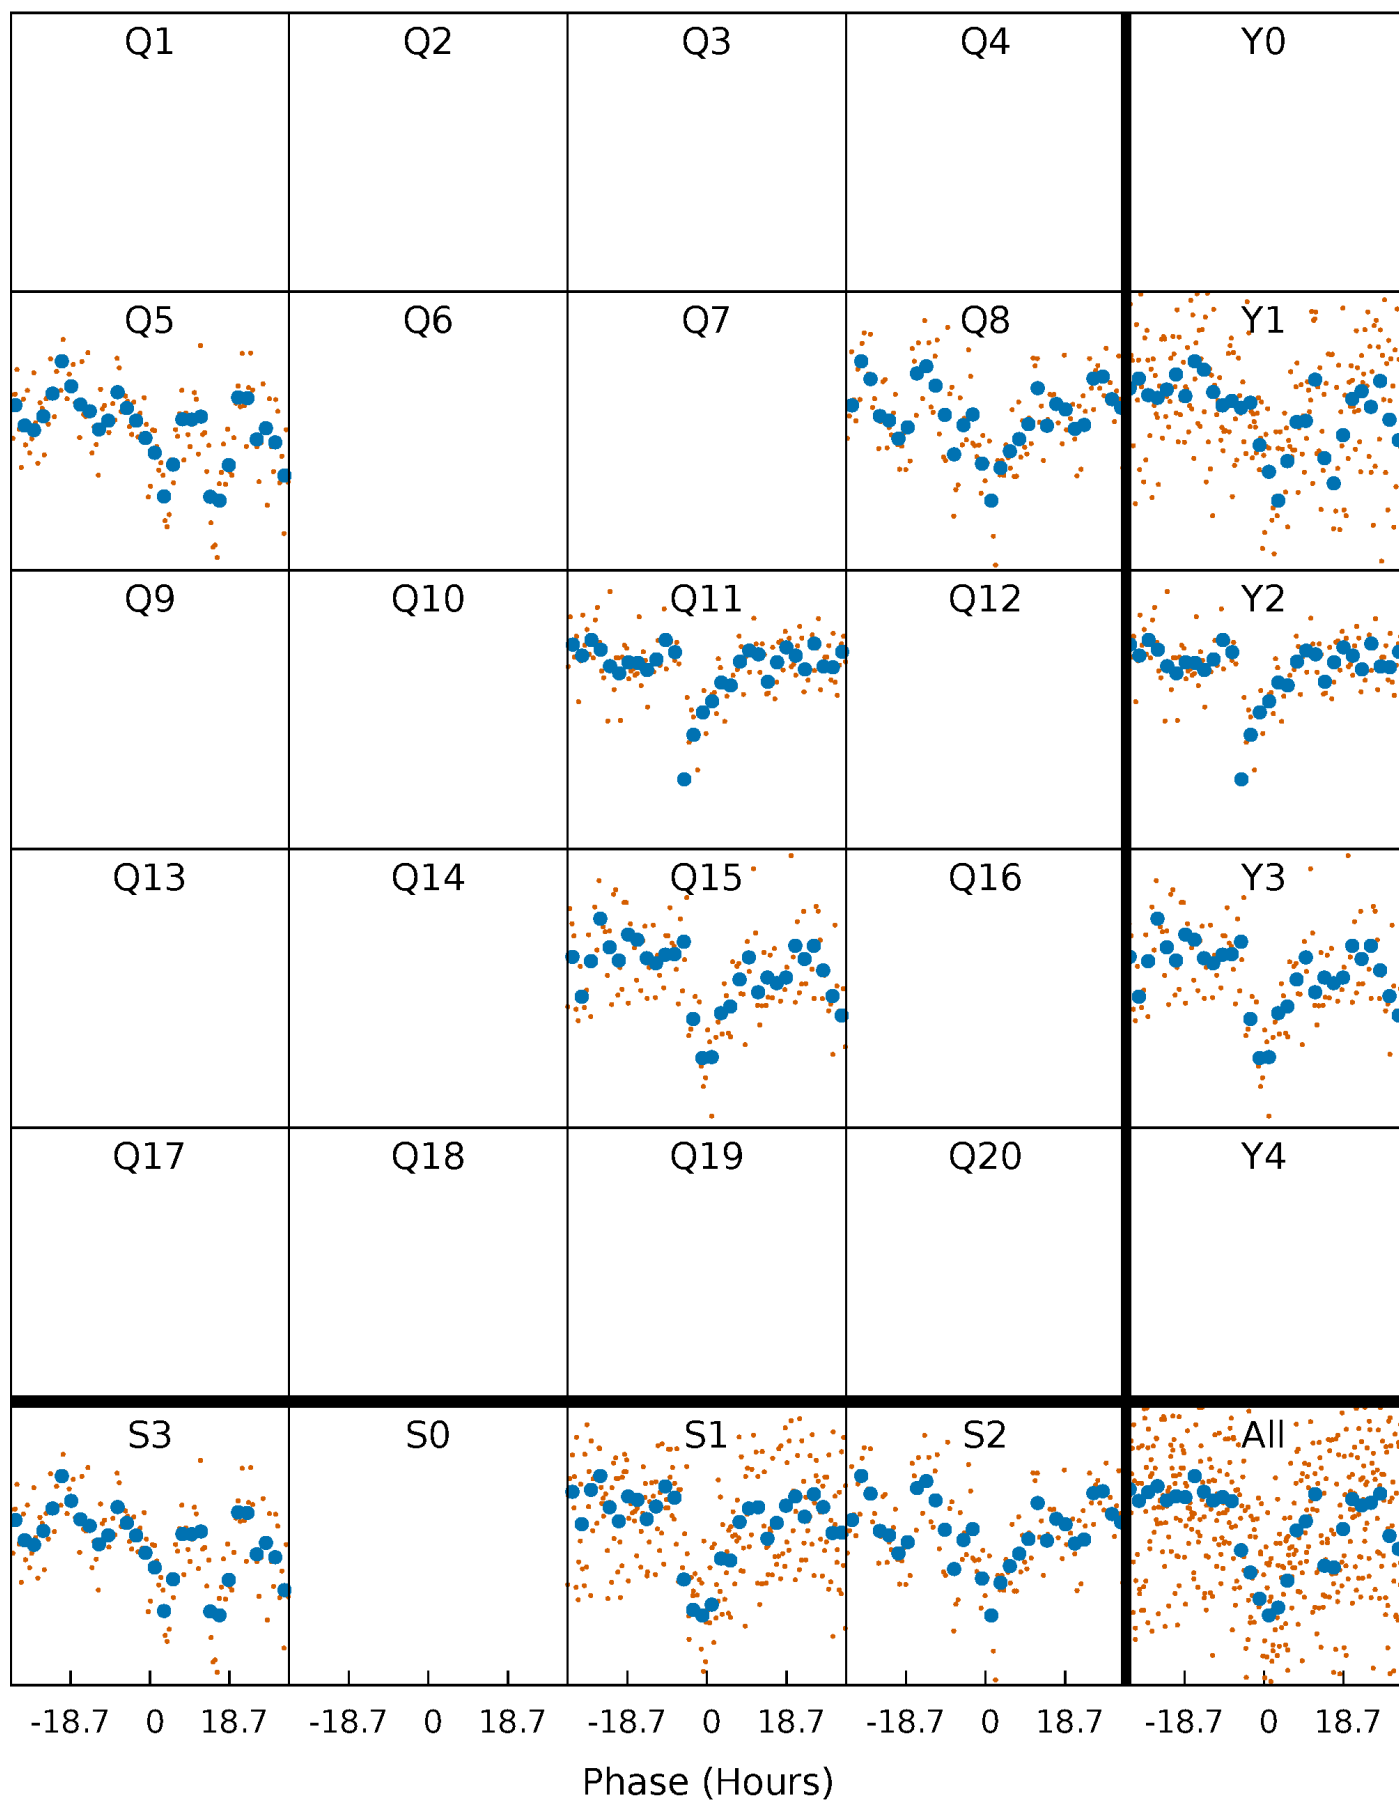 Q1 Q2 Q3 Q4 Y0
Q5 Q6 Q7 Q8 Y1
Q9 Q10 Q11 Q12 Y2
Q13 Q14 Q15 Q16 Y3
Q17 Q18 Q19 Q20 Y4
S3 S0 S1 S2 All
-18.7 0 18.7 -18.7 0 18.7 -18.7 0 18.7 -18.7 0 18.7 -18.7 0 18.7
Phase (Hours)